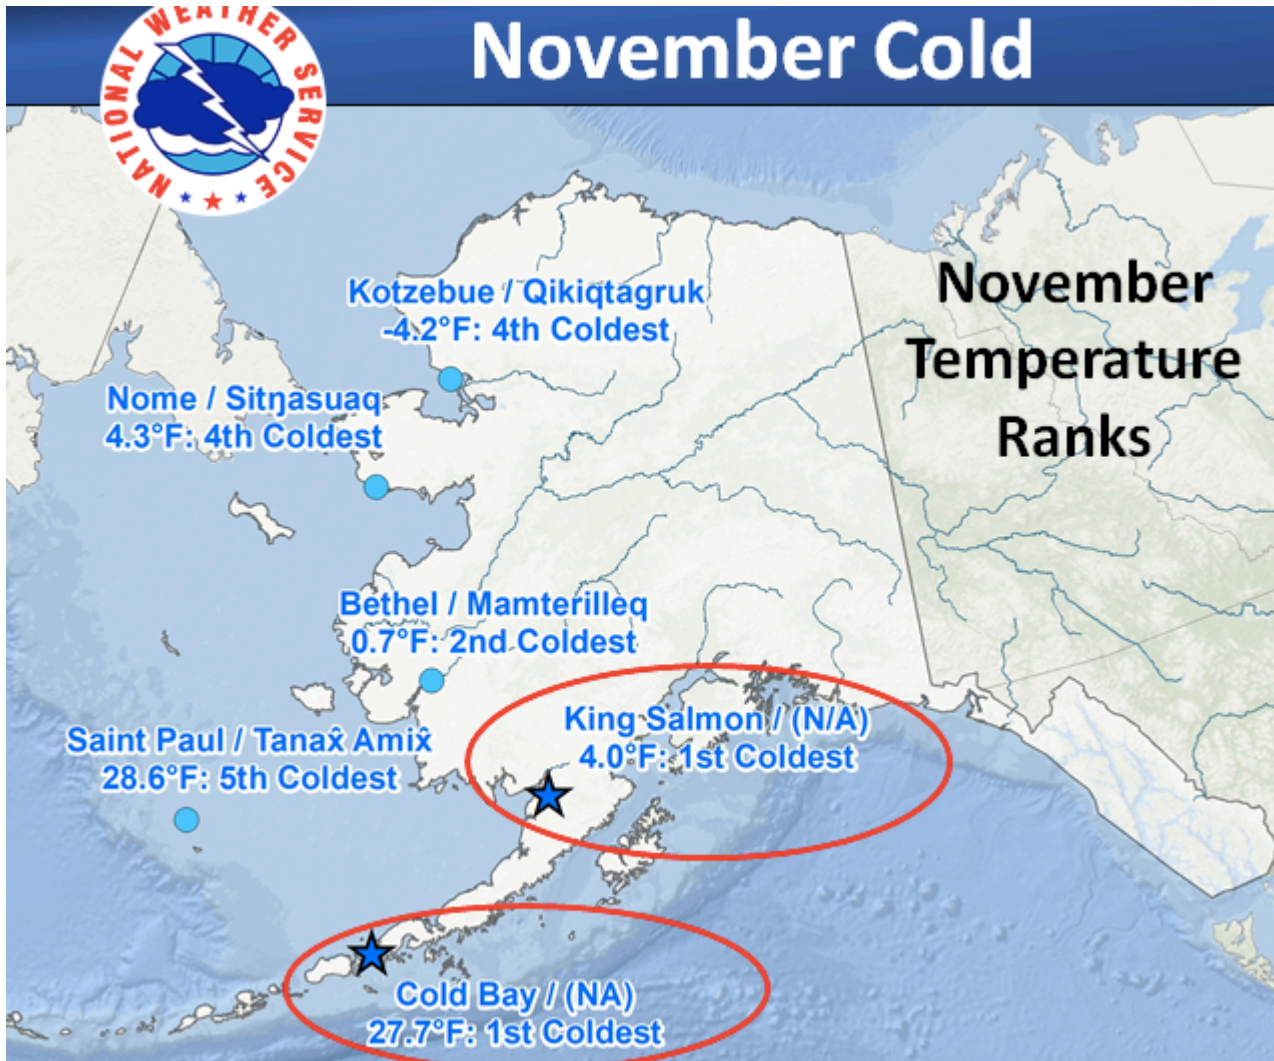 NATIONAL WEATHER SERVICE
November Cold
November
Temperature
Ranks
Kotzebue / Qikiqtagruk
-4.2°F: 4th Coldest
Nome / Sitŋasuaq
4.3°F: 4th Coldest
Bethel / Mamterilleq
0.7°F: 2nd Coldest
Saint Paul / Tanax̂ Amix̂
28.6°F: 5th Coldest
King Salmon / (N/A)
4.0°F: 1st Coldest
Cold Bay / (NA)
27.7°F: 1st Coldest